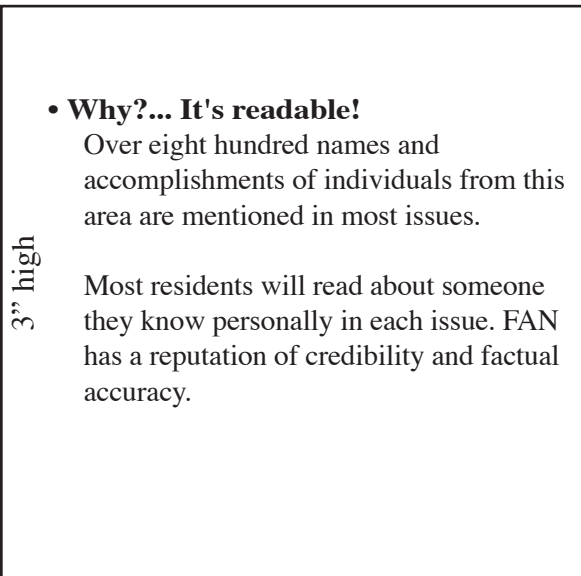 • Why?... It's readable!
Over eight hundred names and
accomplishments of individuals from this
area are mentioned in most issues.
Most residents will read about someone
they know personally in each issue. FAN
has a reputation of credibility and factual
accuracy.
3” high